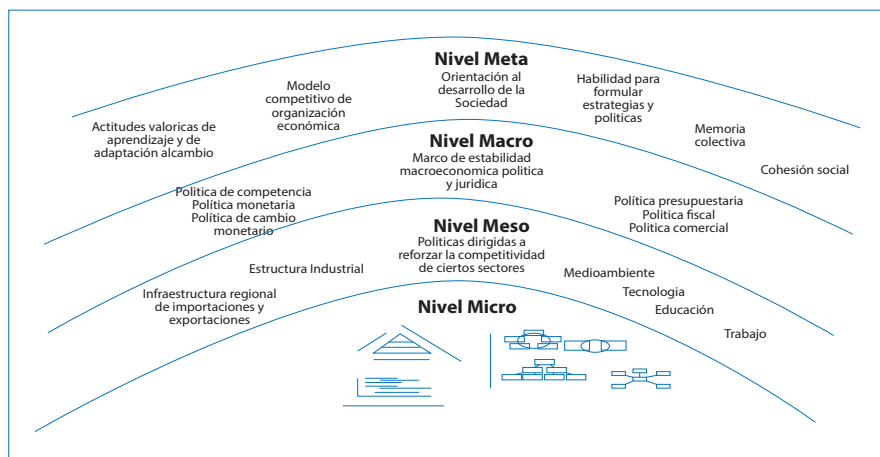 Nivel Meta
Orientación al
desarrollo de la
Sociedad
Modelo
competitivo de
organización
económica
Habilidad para
formular
estrategias y
politicas
Actitudes valoricas de
aprendizaje y de
adaptación alcambio
Memoria
colectiva
Cohesión social
Nivel Macro
Marco de estabilidad
macroeconomica politica
y juridica
Politica de competencia
Política monetaria
Política de cambio
monetario
Política presupuestaria
Politica fiscal
Politica comercial
Nivel Meso
Politicas dirigidas a
reforzar la competitividad
de ciertos sectores
Estructura Industrial
Infraestructura regional
de importaciones y
exportaciones
Medioambiente
Tecnologia
Educación
Trabajo
Nivel Micro